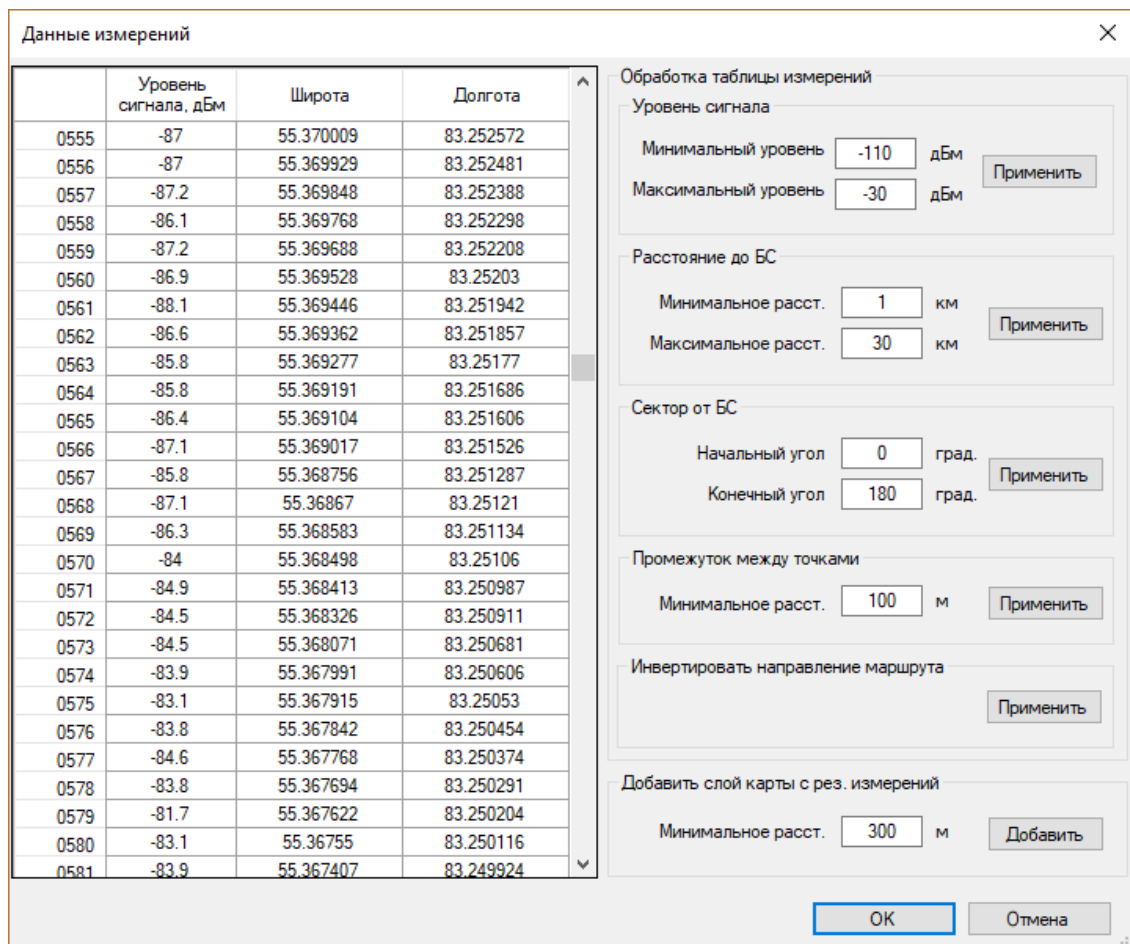 Данные измерений
Уровень сигнала, дБм Широта Долгота
0555 -87 55.370009 83.252572
0556 -87 55.369929 83.252481
0557 -87.2 55.369848 83.252388
0558 -86.1 55.369768 83.252298
0559 -87.2 55.369688 83.252208
0560 -86.9 55.369528 83.25203
0561 -88.1 55.369446 83.251942
0562 -86.6 55.369362 83.251857
0563 -85.8 55.369277 83.25177
0564 -85.8 55.369191 83.251686
0565 -86.4 55.369104 83.251606
0566 -87.1 55.369017 83.251526
0567 -85.8 55.368756 83.251287
0568 -87.1 55.36867 83.25121
0569 -86.3 55.368583 83.251134
0570 -84 55.368498 83.25106
0571 -84.9 55.368413 83.250987
0572 -84.5 55.368326 83.250911
0573 -84.5 55.368071 83.250681
0574 -83.9 55.367991 83.250606
0575 -83.1 55.367915 83.25053
0576 -83.8 55.367842 83.250454
0577 -84.6 55.367768 83.250374
0578 -83.8 55.367694 83.250291
0579 -81.7 55.367622 83.250204
0580 -83.1 55.36755 83.250116
0581 -83.9 55.367407 83.249924
Обработка таблицы измерений
Уровень сигнала
Минимальный уровень -110 дБм
Применить
Максимальный уровень -30 дБм
Расстояние до БС
Минимальное расст. 1 км
Применить
Максимальное расст. 30 км
Сектор от БС
Начальный угол 0 град.
Применить
Конечный угол 180 град.
Промежуток между точками
Минимальное расст. 100 м Применить
Инвертировать направление маршрута
Применить
Добавить слой карты с рез. измерений
Минимальное расст. 300 м Добавить
OK Отмена